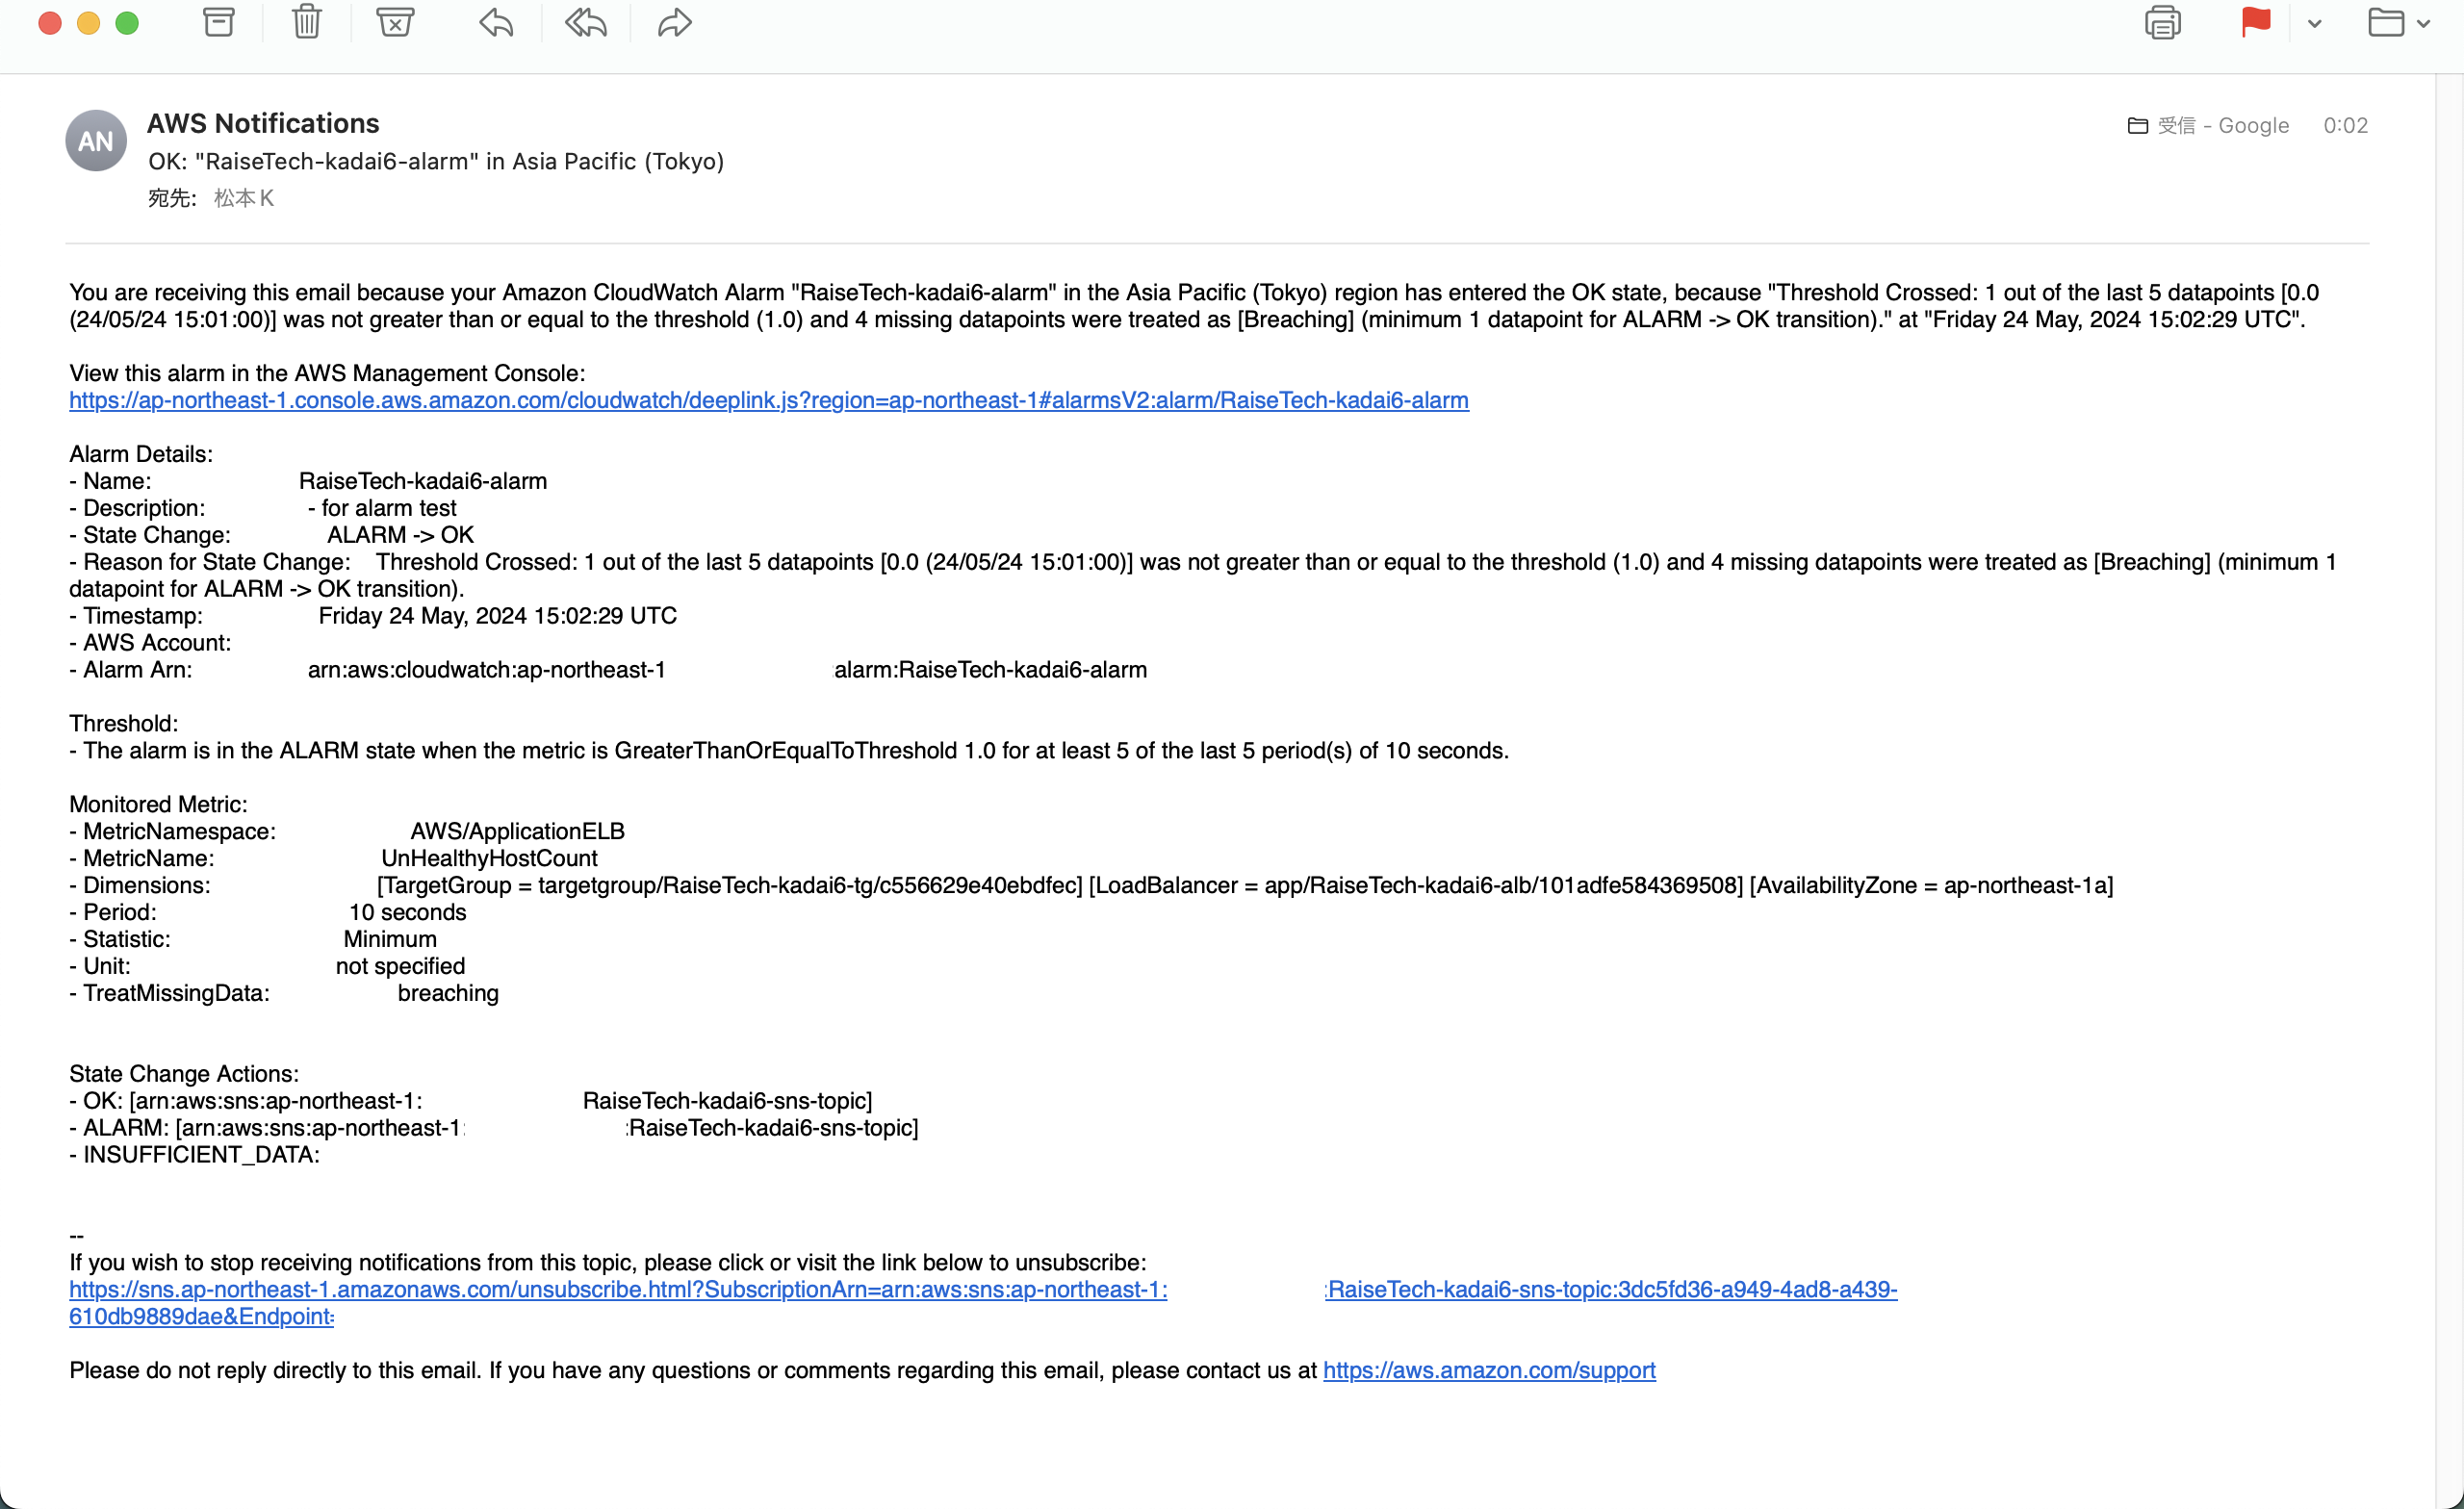 AN
AWS Notifications
受信 - Google 0:02
OK: "RaiseTech-kadai6-alarm" in Asia Pacific (Tokyo)
宛先: 松本K
You are receiving this email because your Amazon CloudWatch Alarm "RaiseTech-kadai6-alarm" in the Asia Pacific (Tokyo) region has entered the OK state, because "Threshold Crossed: 1 out of the last 5 datapoints [0.0
(24/05/24 15:01:00)] was not greater than or equal to the threshold (1.0) and 4 missing datapoints were treated as [Breaching] (minimum 1 datapoint for ALARM -> OK transition)." at "Friday 24 May, 2024 15:02:29 UTC".
View this alarm in the AWS Management Console:
https://ap-northeast-1.console.aws.amazon.com/cloudwatch/deeplink.js?region=ap-northeast-1#alarmsV2:alarm/RaiseTech-kadai6-alarm
Alarm Details:
- Name: RaiseTech-kadai6-alarm
- Description: - for alarm test
- State Change: ALARM -> OK
- Reason for State Change: Threshold Crossed: 1 out of the last 5 datapoints [0.0 (24/05/24 15:01:00)] was not greater than or equal to the threshold (1.0) and 4 missing datapoints were treated as [Breaching] (minimum 1
datapoint for ALARM -> OK transition).
- Timestamp: Friday 24 May, 2024 15:02:29 UTC
- AWS Account:
- Alarm Arn: arn:aws:cloudwatch:ap-northeast-1 :alarm:RaiseTech-kadai6-alarm
Threshold:
- The alarm is in the ALARM state when the metric is GreaterThanOrEqualToThreshold 1.0 for at least 5 of the last 5 period(s) of 10 seconds.
Monitored Metric:
- MetricNamespace: AWS/ApplicationELB
- MetricName: UnHealthyHostCount
- Dimensions: [TargetGroup = targetgroup/RaiseTech-kadai6-tg/c556629e40ebdfec] [LoadBalancer = app/RaiseTech-kadai6-alb/101adfe584369508] [AvailabilityZone = ap-northeast-1a]
- Period: 10 seconds
- Statistic: Minimum
- Unit: not specified
- TreatMissingData: breaching
State Change Actions:
- OK: [arn:aws:sns:ap-northeast-1: RaiseTech-kadai6-sns-topic]
- ALARM: [arn:aws:sns:ap-northeast-1: :RaiseTech-kadai6-sns-topic]
- INSUFFICIENT_DATA:
--
If you wish to stop receiving notifications from this topic, please click or visit the link below to unsubscribe:
https://sns.ap-northeast-1.amazonaws.com/unsubscribe.html?SubscriptionArn=arn:aws:sns:ap-northeast-1: :RaiseTech-kadai6-sns-topic:3dc5fd36-a949-4ad8-a439-
610db9889dae&Endpoint=
Please do not reply directly to this email. If you have any questions or comments regarding this email, please contact us at https://aws.amazon.com/support